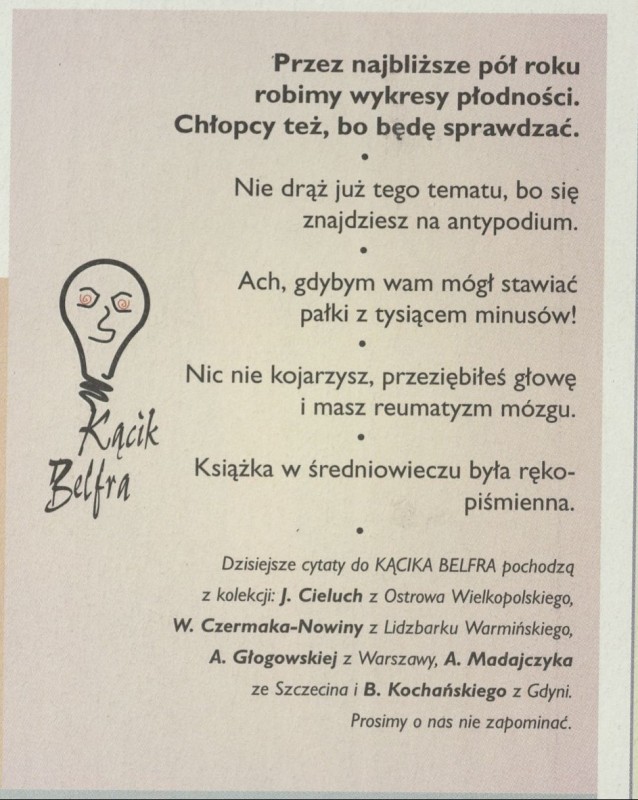 Przez najbliższe pół roku
robimy wykresy płodności.
Chłopcy też, bo będę sprawdzać.
•
Nie drąż już tego tematu, bo się
znajdziesz na antypodium.
•
Ach, gdybym wam mógł stawiać
pałki z tysiącem minusów!
•
Nic nie kojarzysz, przeziębiłeś głowę
i masz reumatyzm mózgu.
•
Kącik
Belfra
Książka w średniowieczu była ręko-
piśmienna.
•
Dzisiejsze cytaty do KĄCIKA BELFRA pochodzą
z kolekcji: J. Cieluch z Ostrowa Wielkopolskiego,
W. Czermaka-Nowiny z Lidzbarku Warmińskiego,
A. Głogowskiej z Warszawy, A. Madajczyka
ze Szczecina i B. Kochańskiego z Gdyni.
Prosimy o nas nie zapominać.